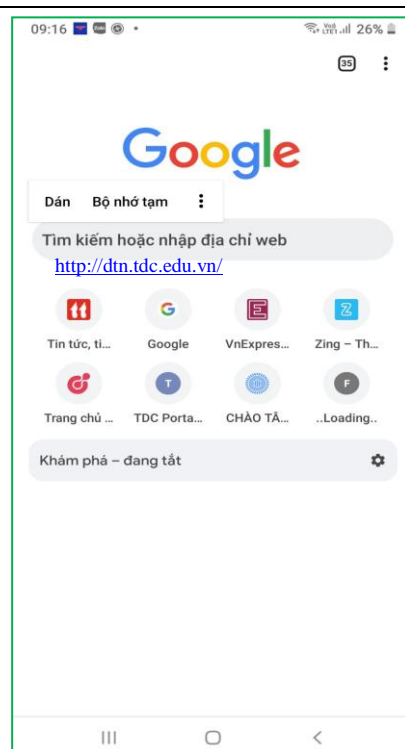 09:16 26%
35
Google
Dán Bộ nhớ tạm
Tìm kiếm hoặc nhập địa chỉ web
http://dtn.tdc.edu.vn/
Tin tức, ti... Google VnExpres... Zing – Th...
Trang chủ ... TDC Porta... CHÀO TÂ... ..Loading..
Khám phá – đang tắt